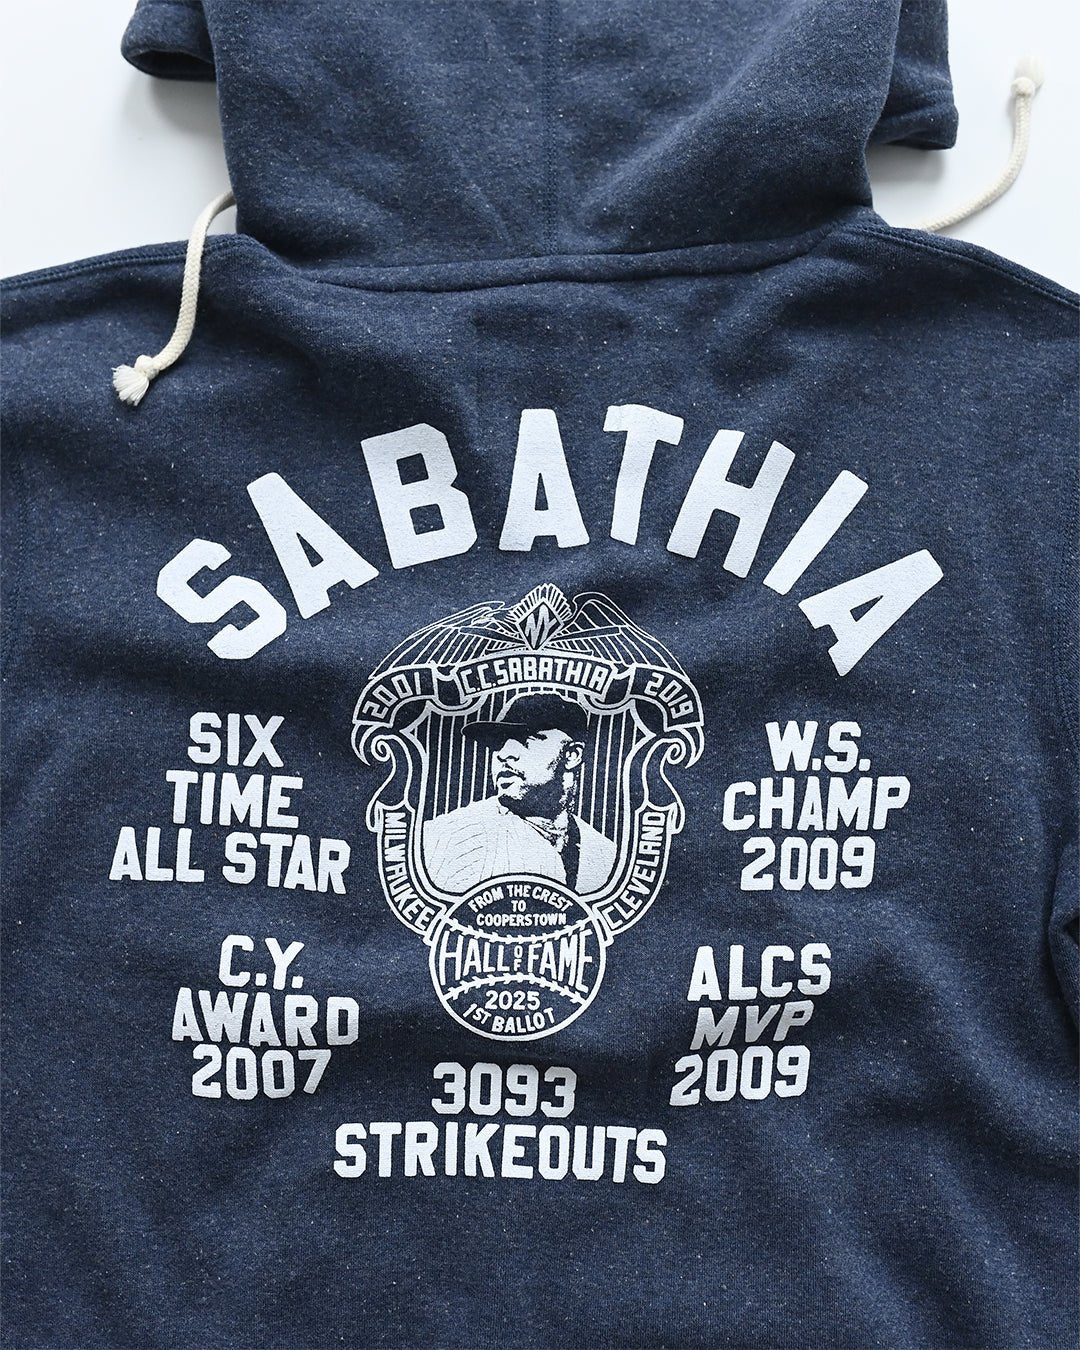 SABATHIA
M
2001 C.C. SABATHIA 2019
SIX
TIME
ALL STAR
W.S.
CHAMP
2009
MILWAUKEE
CLEVELAND
FROM THE CREST
TO
COOPERSTOWN
HALL OF FAME
2025
1ST BALLOT
C.Y.
AWARD
2007
ALCS
MVP
2009
3093
STRIKEOUTS